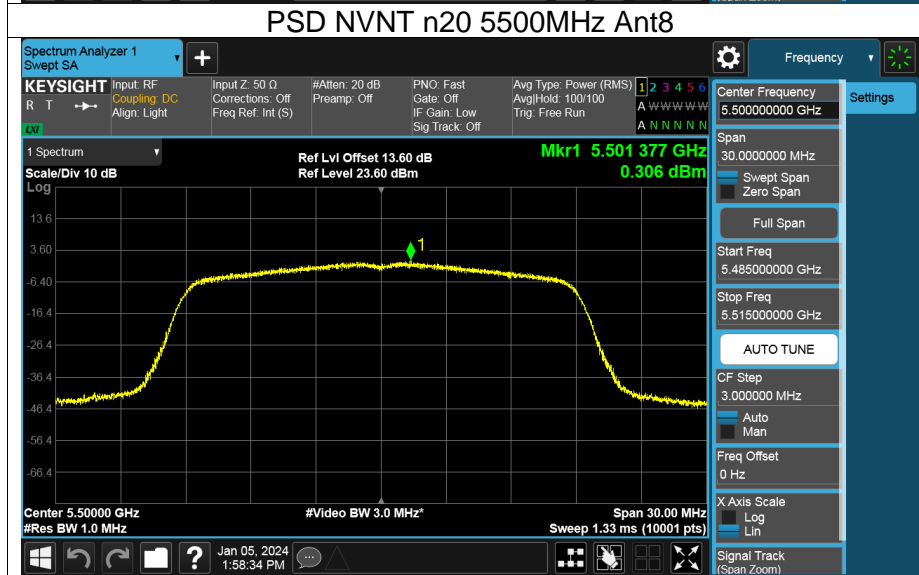 PSD NVNT n20 5500MHz Ant8
Spectrum Analyzer 1
Swept SA
+
Frequency
KEYSIGHT
R T
LXI
Input: RF
Coupling: DC
Align: Light
Input Z: 50 Ω
Corrections: Off
Freq Ref: Int (S)
#Atten: 20 dB
Preamp: Off
PNO: Fast
Gate: Off
IF Gain: Low
Sig Track: Off
Avg Type: Power (RMS)
Avg|Hold: 100/100
Trig: Free Run
1 2 3 4 5 6
A W W W W W
A N N N N N
1 Spectrum
Scale/Div 10 dB
Log
Ref Lvl Offset 13.60 dB
Ref Level 23.60 dBm
Mkr1 5.501 377 GHz
0.306 dBm
13.6
3.60
-6.40
-16.4
-26.4
-36.4
-46.4
-56.4
-66.4
1
Center 5.50000 GHz
#Res BW 1.0 MHz
#Video BW 3.0 MHz*
Span 30.00 MHz
Sweep 1.33 ms (10001 pts)
Center Frequency
5.500000000 GHz
Settings
Span
30.0000000 MHz
Swept Span
Zero Span
Full Span
Start Freq
5.485000000 GHz
Stop Freq
5.515000000 GHz
AUTO TUNE
CF Step
3.000000 MHz
Auto
Man
Freq Offset
0 Hz
X Axis Scale
Log
Lin
Signal Track
(Span Zoom)
?
Jan 05, 2024
1:58:34 PM